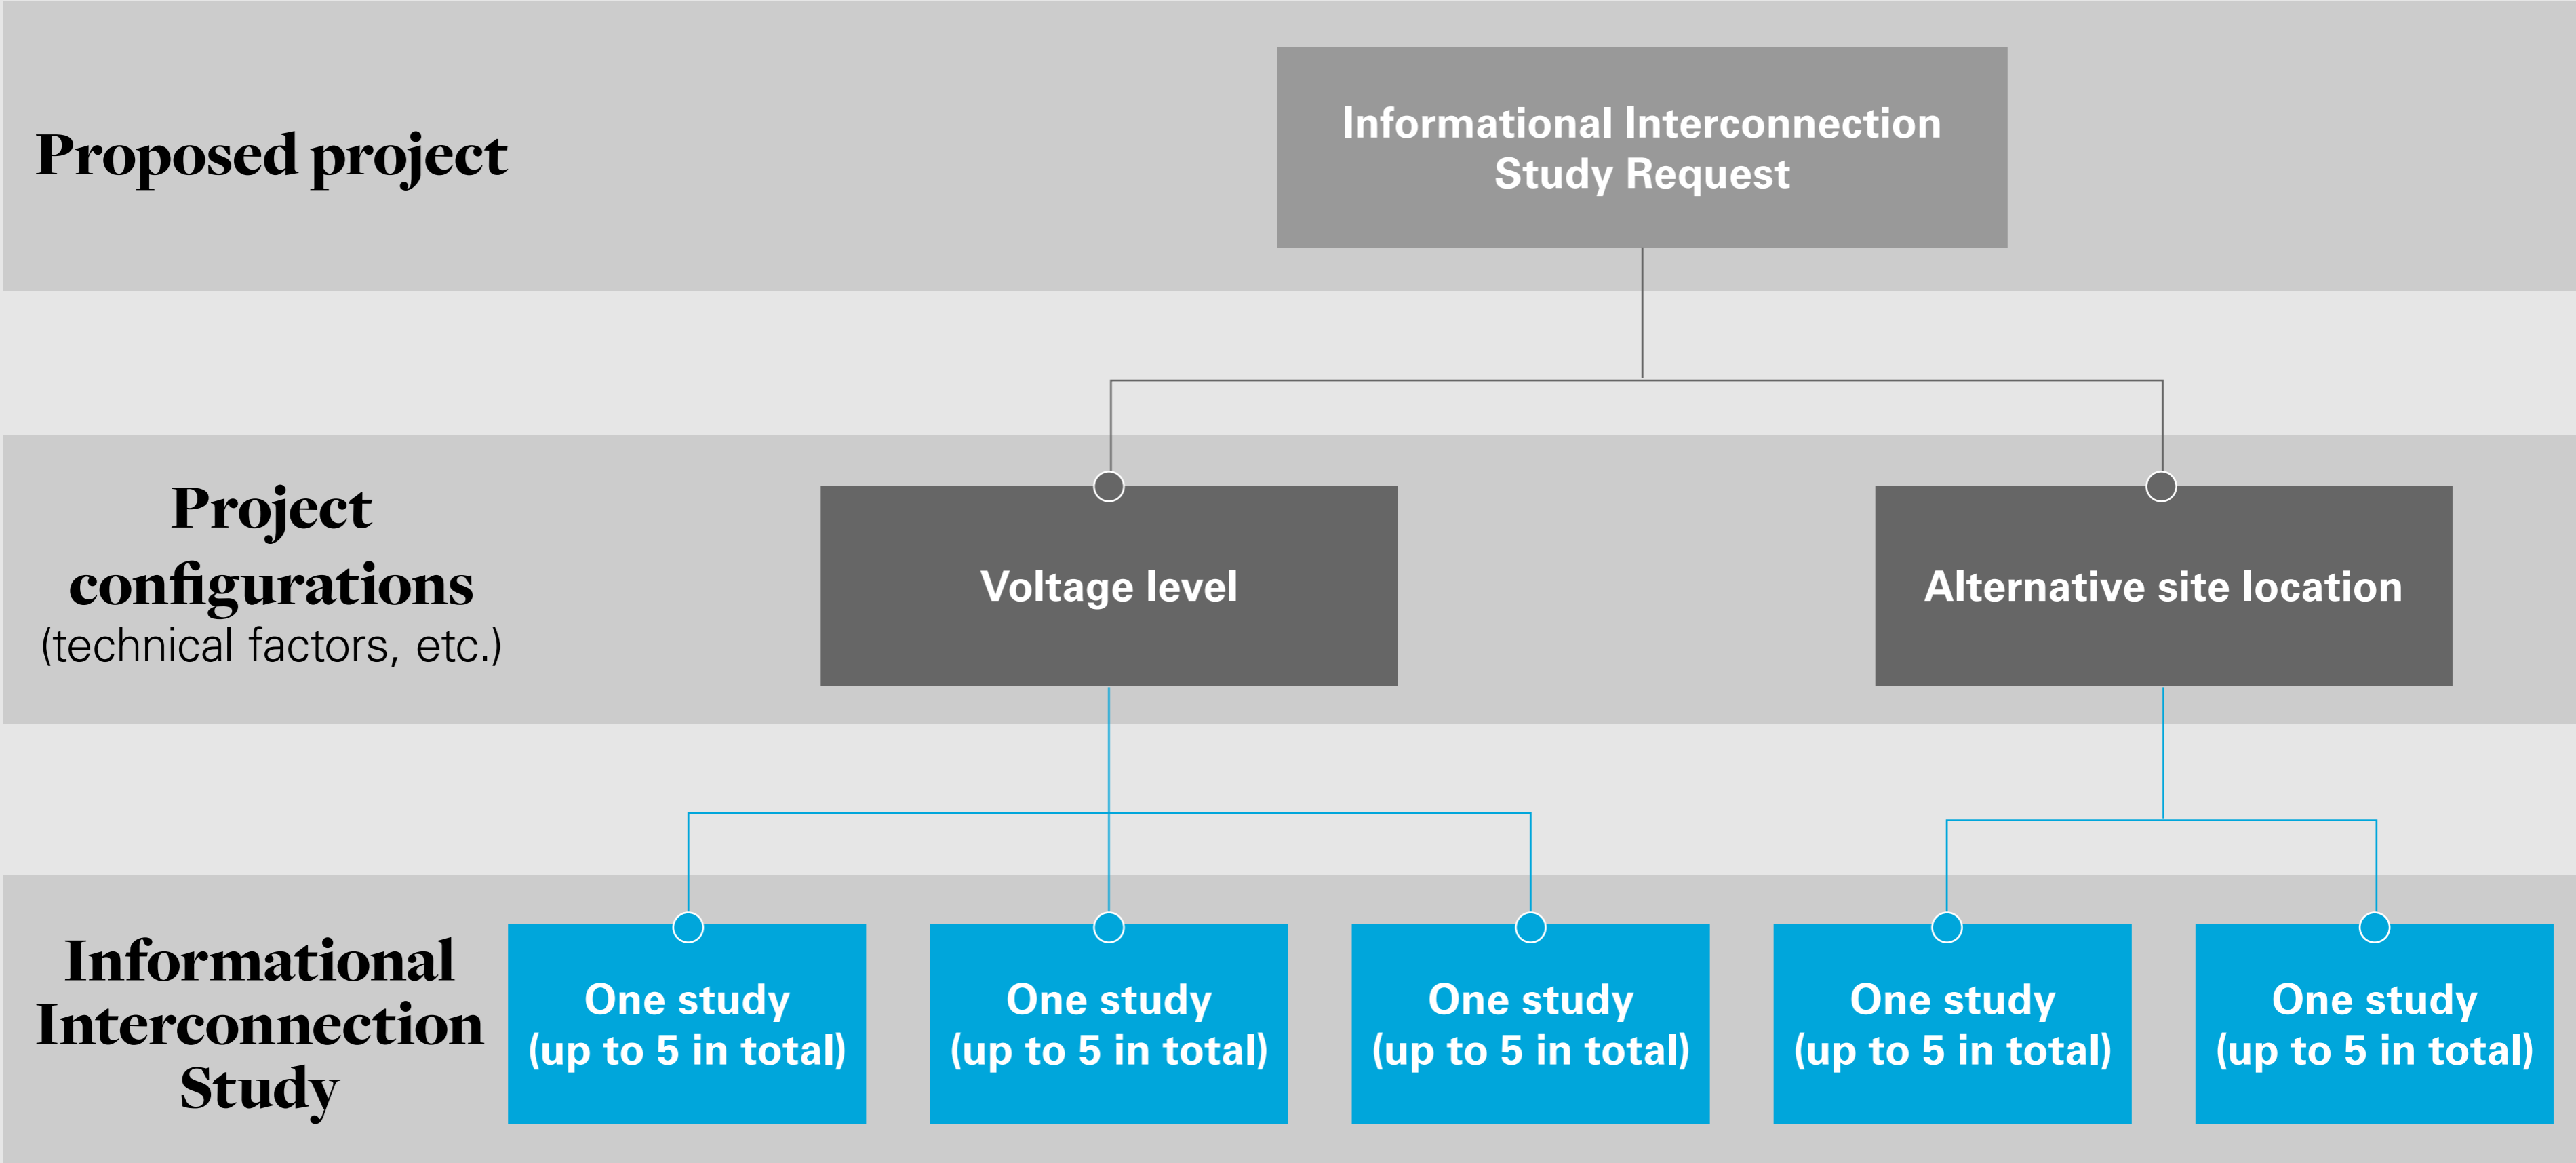 Proposed project
Informational Interconnection
Study Request
Project
configurations
(technical factors, etc.)
Voltage level
Alternative site location
Informational
Interconnection
Study
One study
(up to 5 in total)
One study
(up to 5 in total)
One study
(up to 5 in total)
One study
(up to 5 in total)
One study
(up to 5 in total)